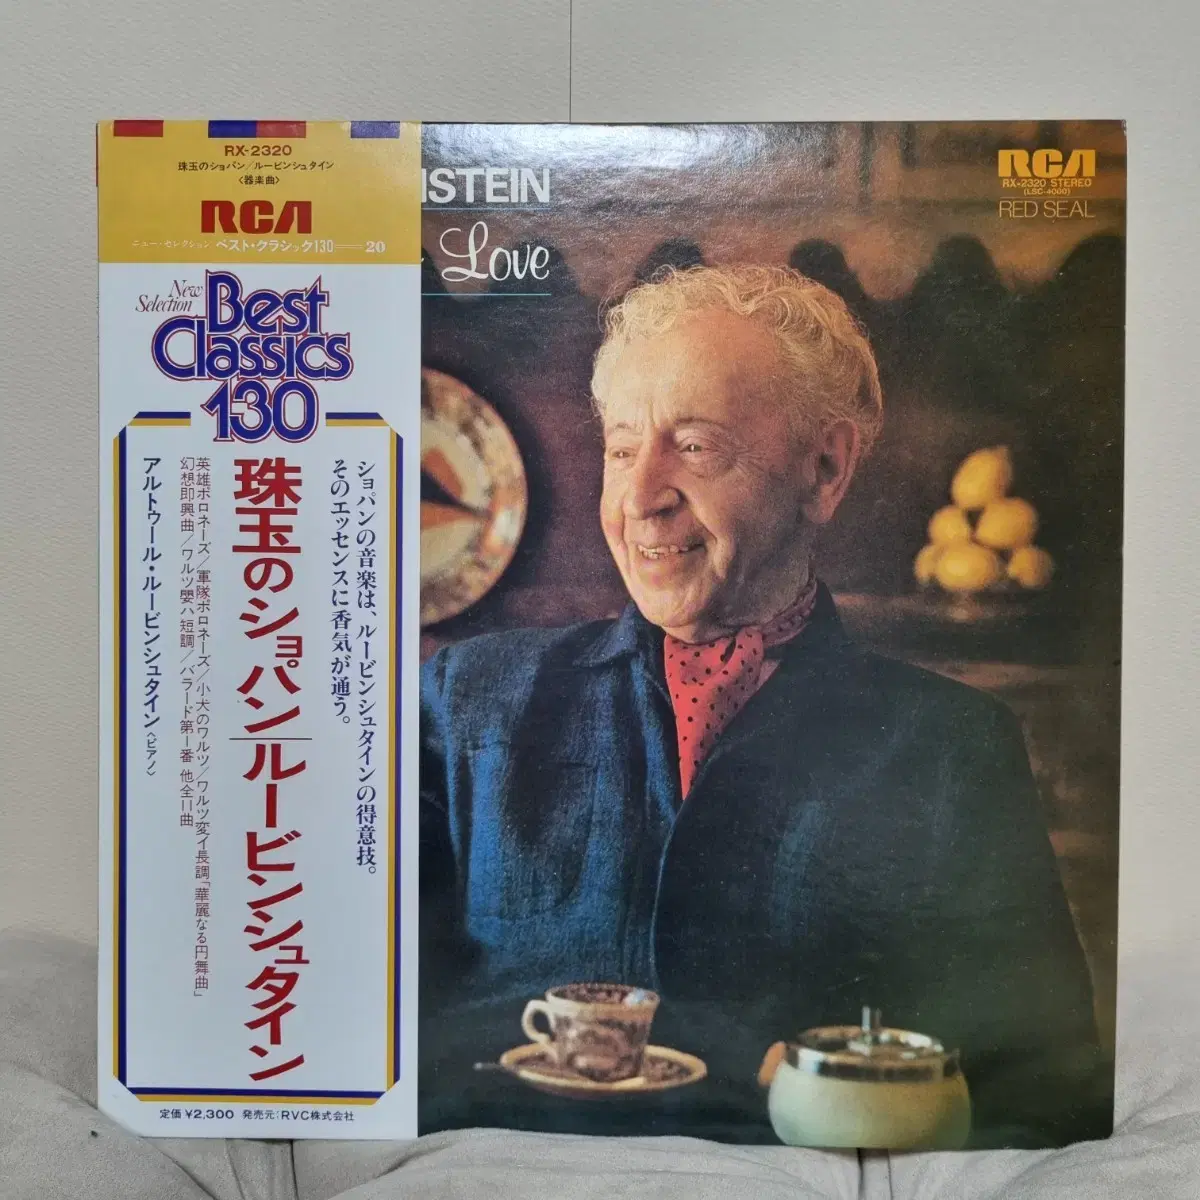 RX-2320
珠玉のショパン/ルービンシュタイン
〈器楽曲〉
RCA
ニュー・セレクション ベスト・クラシック130──20
New
Selection
Best
Classics
130
ショパンの音楽は、ルービンシュタインの得意技。
そのエッセンスに香気が通う。
珠玉のショパン/ルービンシュタイン
英雄ポロネーズ/軍隊ポロネーズ/小犬のワルツ/ワルツ変イ長調「華麗なる円舞曲」
幻想即興曲/ワルツ嬰ハ短調/バラード第1番 他全11曲
アルトゥール・ルービンシュタイン〈ピアノ〉
定価 ¥2,300 発売元:RVC株式会社
NSTEIN
Love
RCA
RX-2320 STEREO
(LSC-4000)
RED SEAL